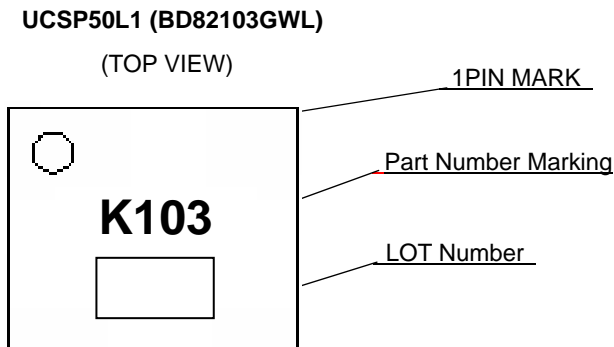 UCSP50L1 (BD82103GWL)
(TOP VIEW)
1PIN MARK
Part Number Marking
K103
LOT Number